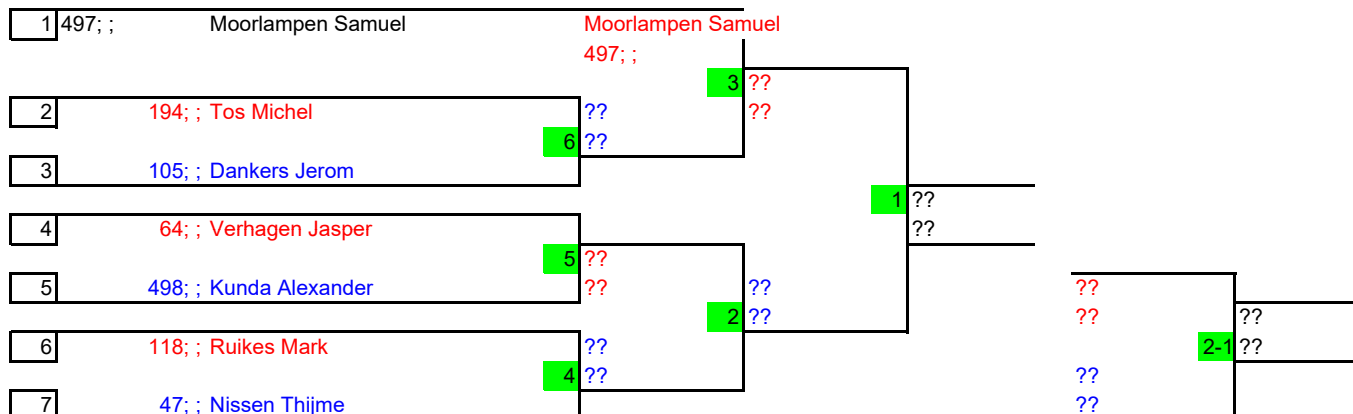 1 497; ; Moorlampen Samuel Moorlampen Samuel
497; ;
3 ??
2 194; ; Tos Michel ?? ??
6 ??
3 105; ; Dankers Jerom
1 ??
4 64; ; Verhagen Jasper ??
5 ??
5 498; ; Kunda Alexander ?? ?? ??
2 ?? ?? ??
6 118; ; Ruikes Mark ?? 2-1 ??
4 ?? ??
7 47; ; Nissen Thijme ??